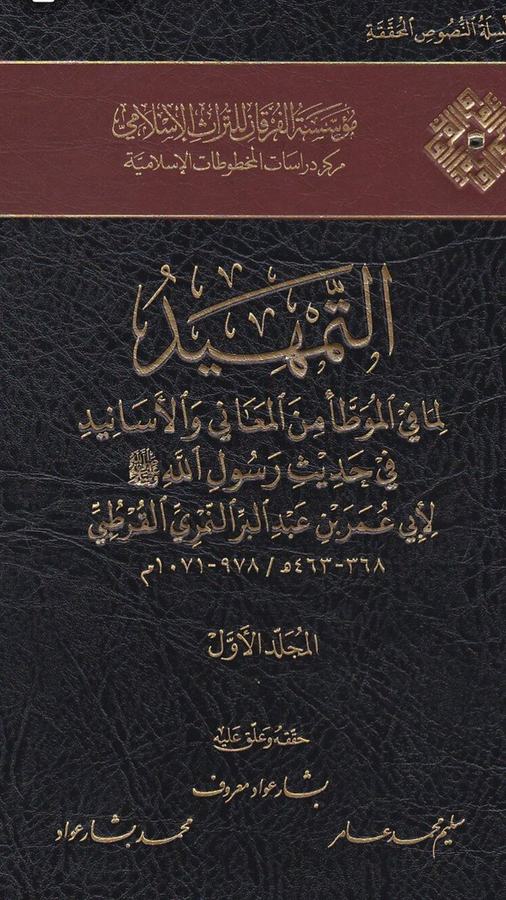 سلسلة النصوص المحققة
مؤسسة الفرقان للتراث الإسلامي
مركز دراسات المخطوطات الإسلامية
التمهيد
لما في الموطأ من المعاني والأسانيد
في حديث رسول الله ﷺ
لأبي عمر بن عبد البر النمري القرطبي
٣٦٨-٤٦٣ه / ٩٧٨-١٠٧١م
المجلد الأول
حققه وعلق عليه
بشار عواد معروف
سليم محمد عامر محمد بشار عواد